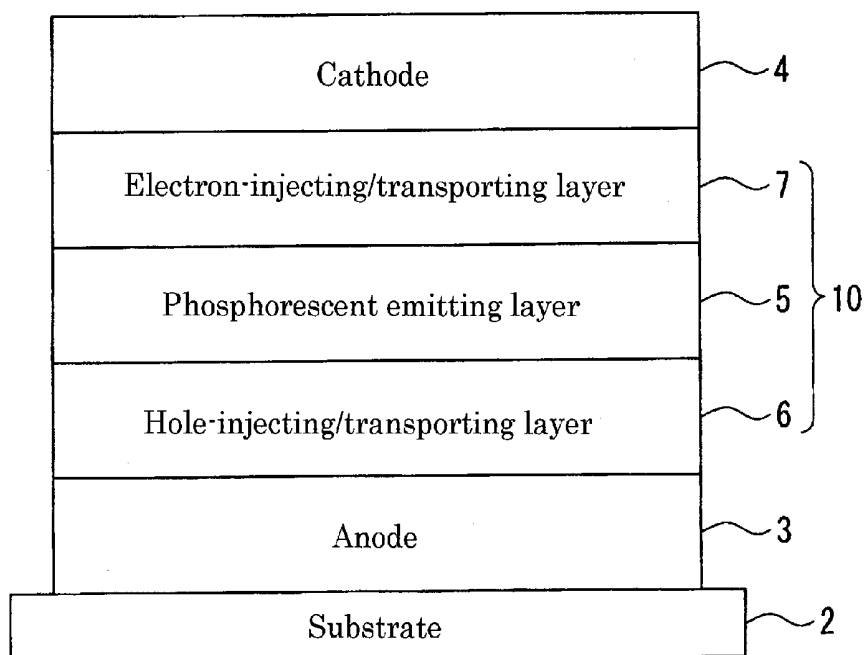 Cathode 4
Electron-injecting/transporting layer 7
Phosphorescent emitting layer 5 10
Hole-injecting/transporting layer 6
Anode 3
Substrate 2